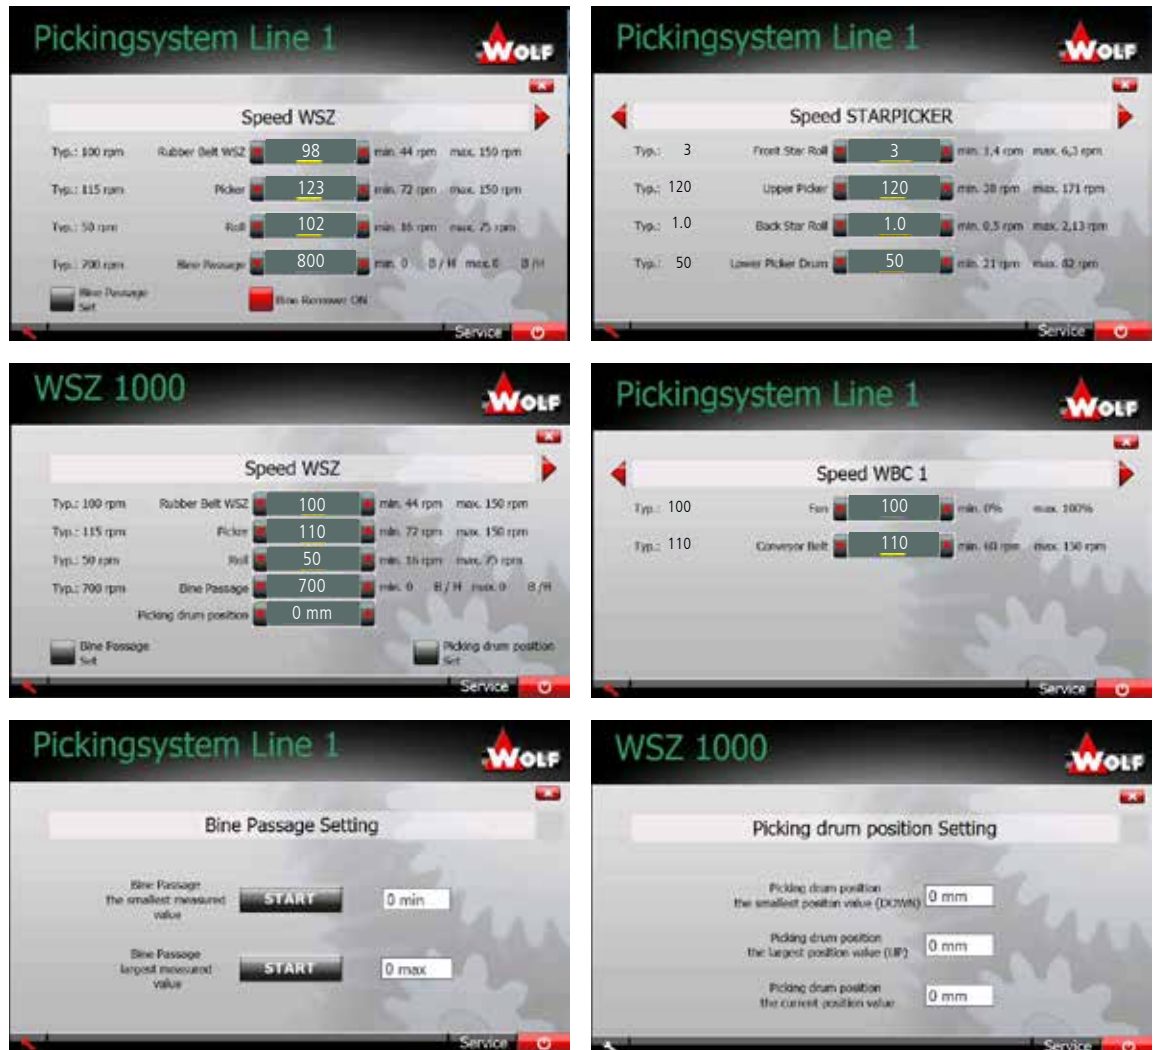 Pickingsystem Line 1
WOLF
Speed WSZ
Typ.: 100 rpm Rubber Belt WSZ 98 min. 44 rpm max. 150 rpm
Typ.: 115 rpm Picker 123 min. 72 rpm max. 150 rpm
Typ.: 50 rpm Roll 102 min. 16 rpm max. 75 rpm
Typ.: 700 rpm Bine Passage 800 min. 0 B / H max. 0 B / H
Bine Passage
Set
Bine Remover ON
Service
Pickingsystem Line 1
WOLF
Speed STARPICKER
Typ.: 3 Front Star Roll 3 min. 1,4 rpm max. 6,3 rpm
Typ.: 120 Upper Picker 120 min. 38 rpm max. 171 rpm
Typ.: 1.0 Back Star Roll 1.0 min. 0,5 rpm max. 2,13 rpm
Typ.: 50 Lower Picker Drum 50 min. 21 rpm max. 82 rpm
Service
WSZ 1000
WOLF
Speed WSZ
Typ.: 100 rpm Rubber Belt WSZ 100 min. 44 rpm max. 150 rpm
Typ.: 115 rpm Picker 110 min. 72 rpm max. 150 rpm
Typ.: 50 rpm Roll 50 min. 16 rpm max. 75 rpm
Typ.: 700 rpm Bine Passage 700 min. 0 B / H max. 0 B / H
Picking drum position 0 mm
Bine Passage
Set
Picking drum position
Set
Service
Pickingsystem Line 1
WOLF
Speed WBC 1
Typ.: 100 Fan 100 min. 0% max. 100%
Typ.: 110 Conveyor Belt 110 min. 60 rpm max. 150 rpm
Service
Pickingsystem Line 1
WOLF
Bine Passage Setting
Bine Passage
the smallest measured
value
START 0 min
Bine Passage
largest measured
value
START 0 max
Service
WSZ 1000
WOLF
Picking drum position Setting
Picking drum position
the smallest positon value (DOWN) 0 mm
Picking drum position
the largest position value (UP) 0 mm
Picking drum position
the current position value 0 mm
Service